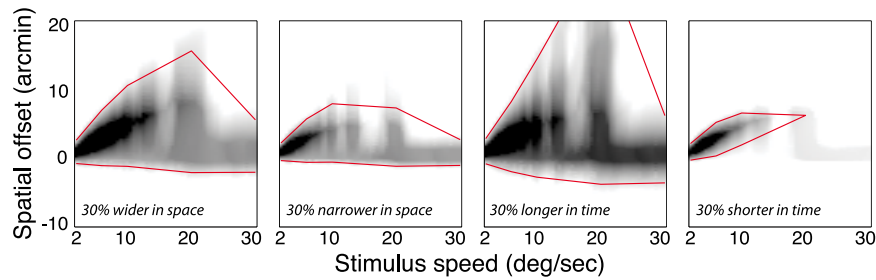 Spatial offset (arcmin)
20
10
0
-10
30% wider in space
30% narrower in space
30% longer in time
30% shorter in time
2 10 20 30
2 10 20 30
2 10 20 30
2 10 20 30
Stimulus speed (deg/sec)